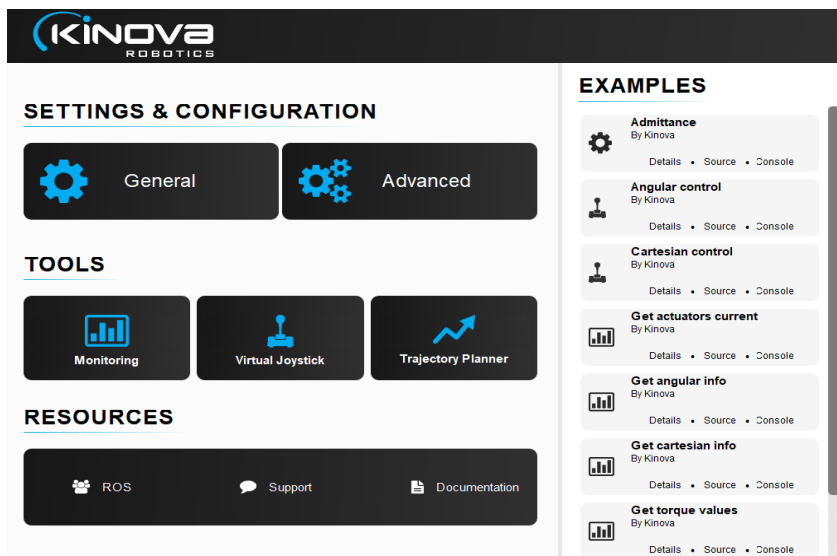 KINOVA
ROBOTICS
SETTINGS & CONFIGURATION
General
Advanced
TOOLS
Monitoring
Virtual Joystick
Trajectory Planner
RESOURCES
ROS
Support
Documentation
EXAMPLES
Admittance
By Kinova
Details • Source • Console
Angular control
By Kinova
Details • Source • Console
Cartesian control
By Kinova
Details • Source • Console
Get actuators current
By Kinova
Details • Source • Console
Get angular info
By Kinova
Details • Source • Console
Get cartesian info
By Kinova
Details • Source • Console
Get torque values
By Kinova
Details • Source • Console